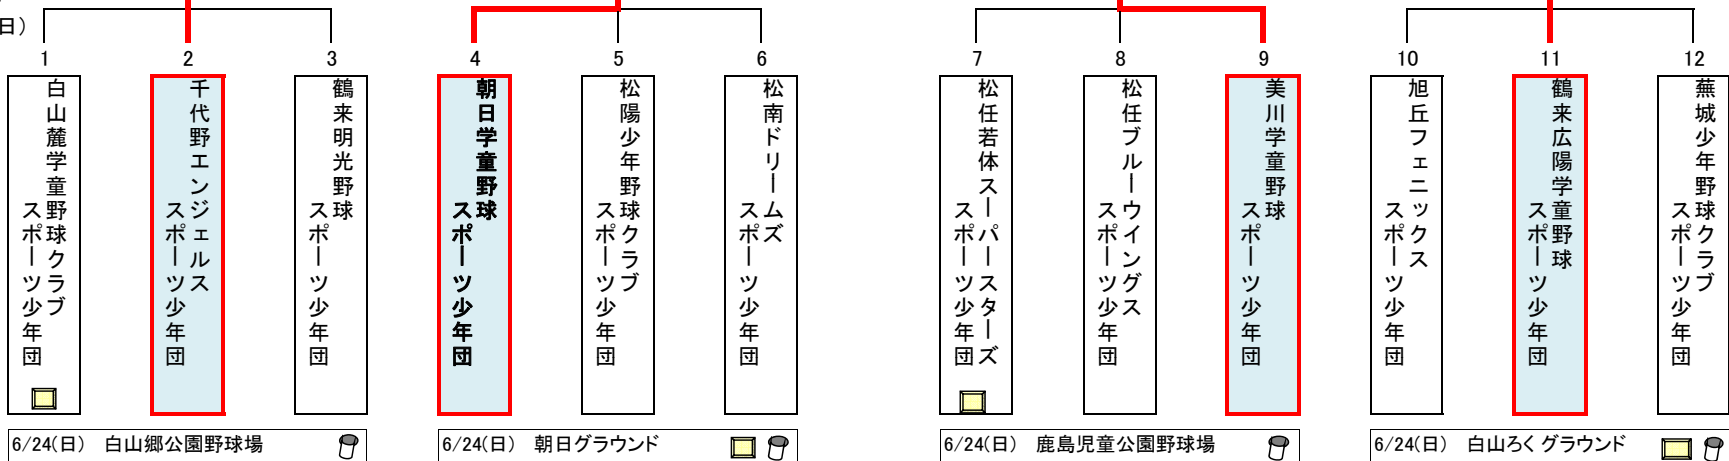 日）
1
2
3
4
5
6
7
8
9
10
11
12
白山麓学童野球クラブ
スポーツ少年団
千代野エンジェルス
スポーツ少年団
鶴来明光野球
スポーツ少年団
朝日学童野球
スポーツ少年団
松陽少年野球クラブ
スポーツ少年団
松南ドリームズ
スポーツ少年団
松任若体スーパースターズ
スポーツ少年団
松任ブルーウイングス
スポーツ少年団
美川学童野球
スポーツ少年団
旭丘フェニックス
スポーツ少年団
鶴来広陽学童野球
スポーツ少年団
蕪城少年野球クラブ
スポーツ少年団
6/24(日)　白山郷公園野球場
6/24(日)　朝日グラウンド
6/24(日)　鹿島児童公園野球場
6/24(日)　白山ろくグラウンド